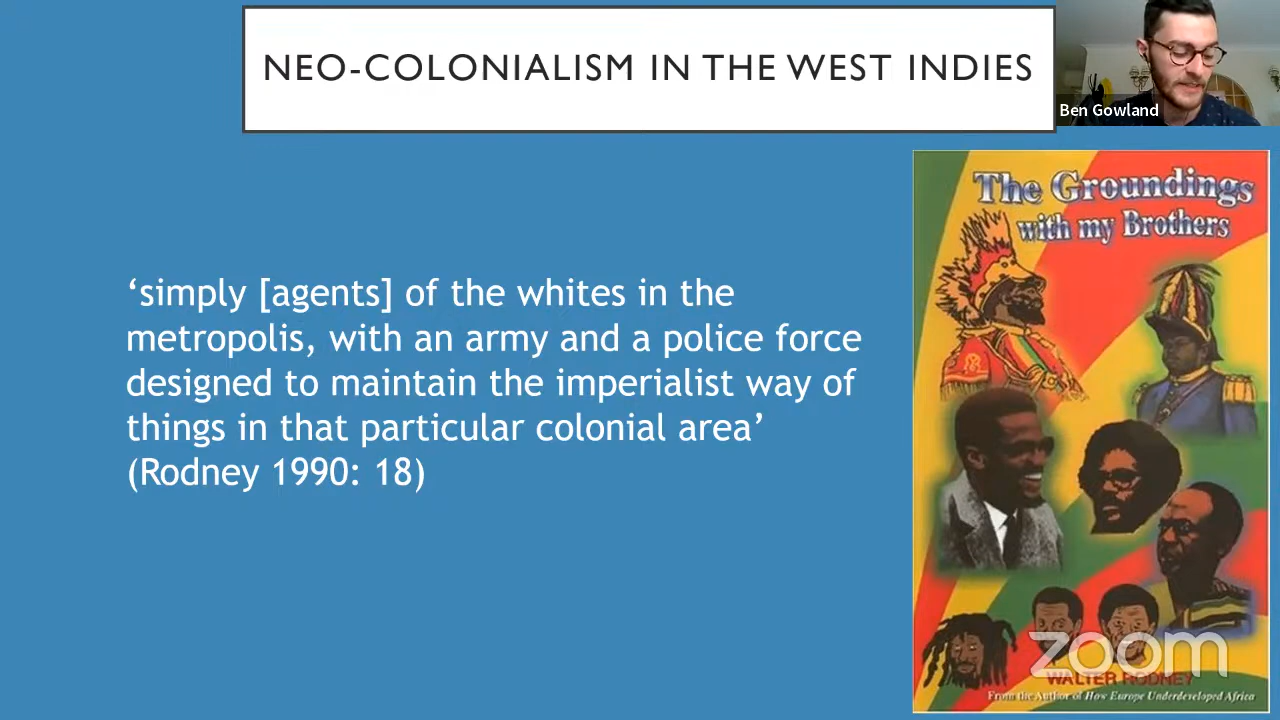 NEO-COLONIALISM IN THE WEST INDIES
Ben Gowland
‘simply [agents] of the whites in the
metropolis, with an army and a police force
designed to maintain the imperialist way of
things in that particular colonial area’
(Rodney 1990: 18)
The Groundings
with my Brothers
zoom
WALTER RODNEY
From the Author of How Europe Underdeveloped Africa